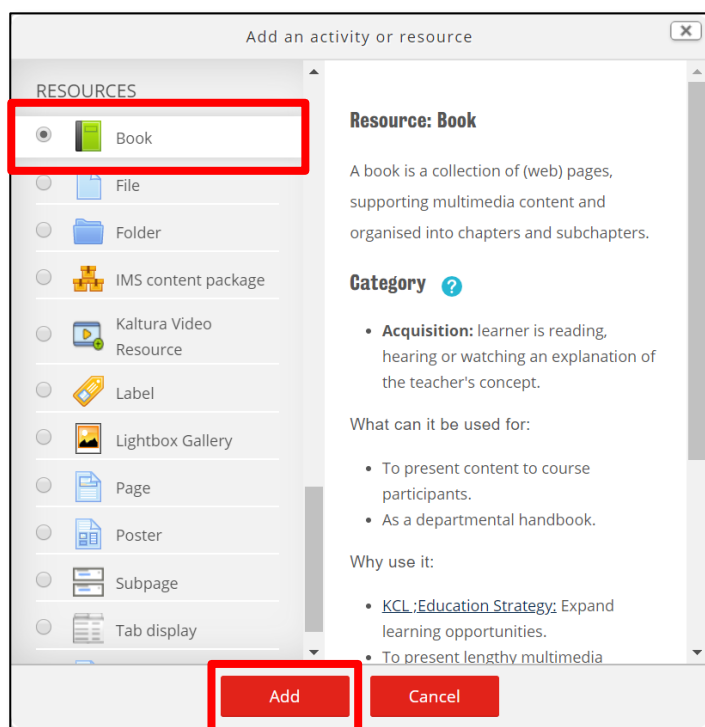 Add an activity or resource
RESOURCES
Book
File
Folder
IMS content package
Kaltura Video
Resource
Label
Lightbox Gallery
Page
Poster
Subpage
Tab display
Resource: Book
A book is a collection of (web) pages,
supporting multimedia content and
organised into chapters and subchapters.
Category ?
• Acquisition: learner is reading,
hearing or watching an explanation of
the teacher's concept.
What can it be used for:
• To present content to course
participants.
• As a departmental handbook.
Why use it:
• KCL ;Education Strategy: Expand
learning opportunities.
• To present lengthy multimedia
Add
Cancel